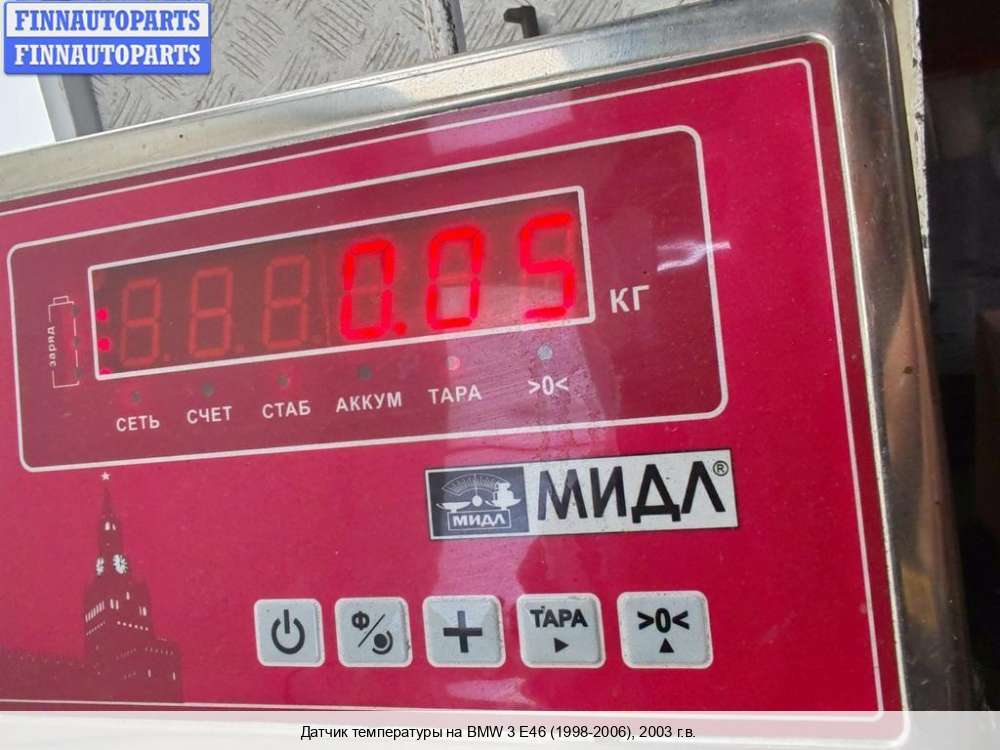 FINNAUTOPARTS
FINNAUTOPARTS
0.05
КГ
заряд
СЕТЬ СЧЕТ СТАБ АККУМ ТАРА >0<
МИДЛ МИДЛ®
Ф ТАРА >0<
Датчик температуры на BMW 3 E46 (1998-2006), 2003 г.в.